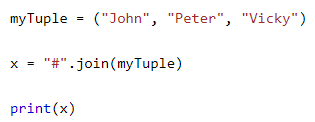 myTuple = ("John", "Peter", "Vicky")
x = "#".join(myTuple)
print(x)